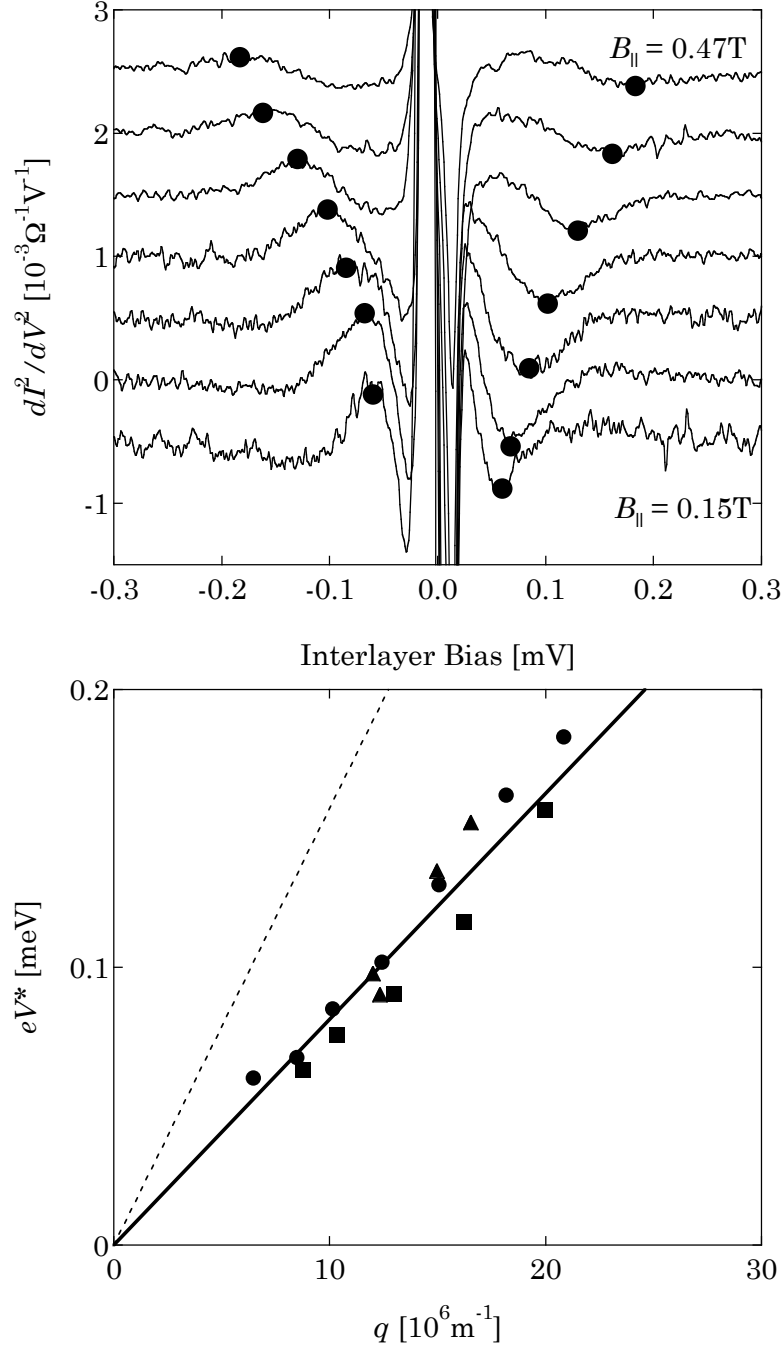 3
2
1
0
-1
dI²/dV² [10⁻³Ω⁻¹V⁻¹]
B|| = 0.47T
B|| = 0.15T
-0.3 -0.2 -0.1 0.0 0.1 0.2 0.3
Interlayer Bias [mV]
0.2
0.1
0
eV* [meV]
0 10 20 30
q [10⁶m⁻¹]